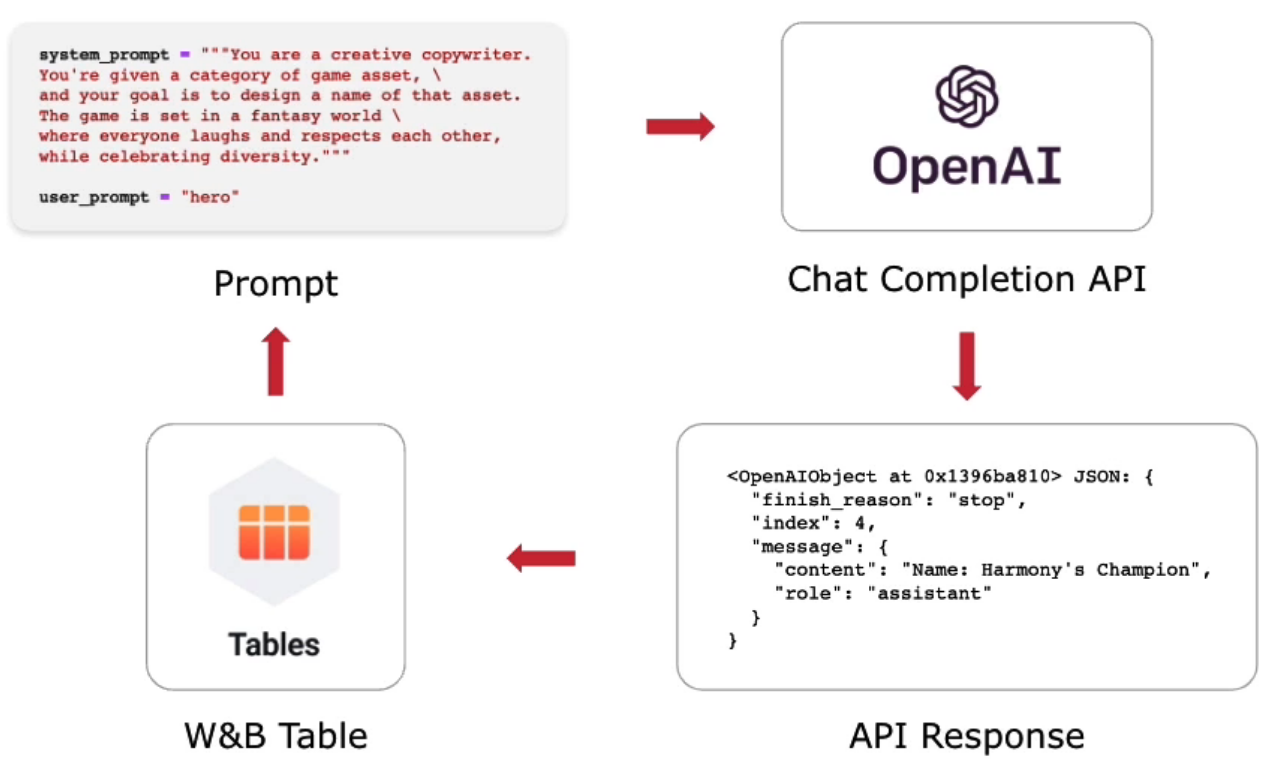 system_prompt = """You are a creative copywriter.
You're given a category of game asset, \
and your goal is to design a name of that asset.
The game is set in a fantasy world \
where everyone laughs and respects each other,
while celebrating diversity."""
user_prompt = "hero"
Prompt
OpenAI
Chat Completion API
<OpenAIObject at 0x1396ba810> JSON: {
  "finish_reason": "stop",
  "index": 4,
  "message": {
    "content": "Name: Harmony's Champion",
    "role": "assistant"
  }
}
API Response
Tables
W&B Table